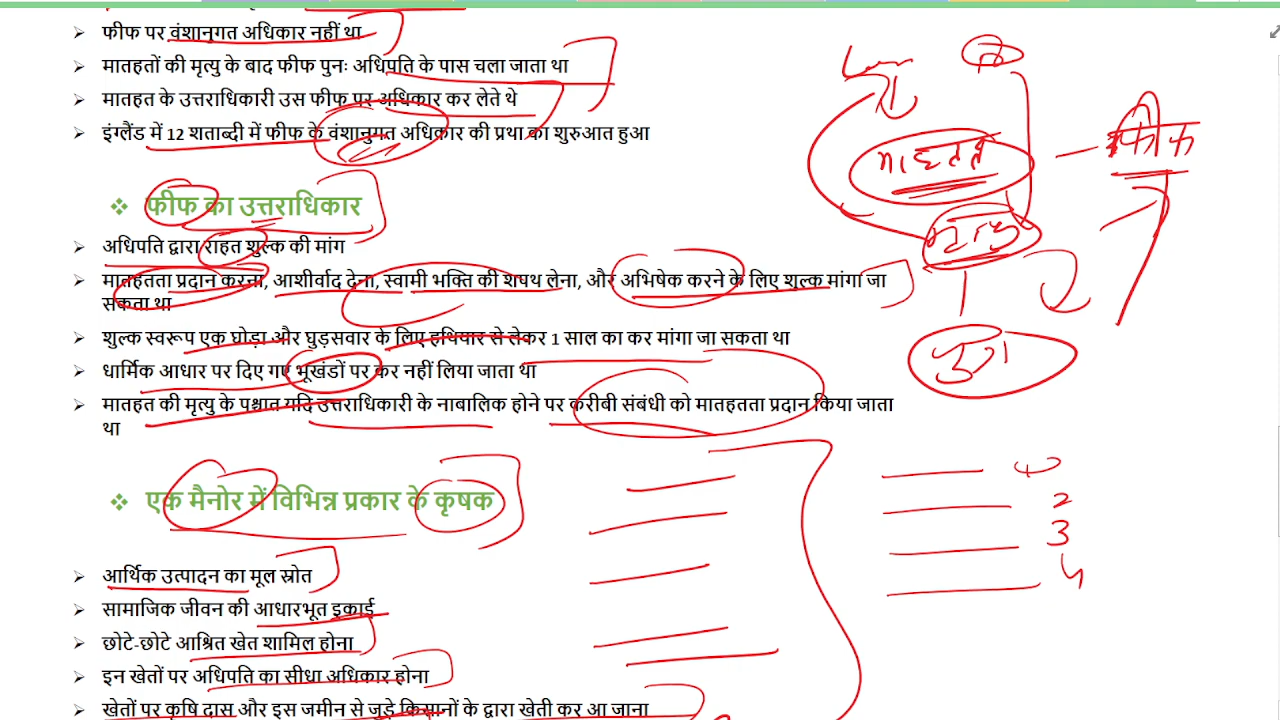 फीफ पर वंशानुगत अधिकार नहीं था
मातहतों की मृत्यु के बाद फीफ पुनः अधिपति के पास चला जाता था
मातहत के उत्तराधिकारी उस फीफ पर अधिकार कर लेते थे
इंग्लैंड में 12 शताब्दी में फीफ के वंशानुगत अधिकार की प्रथा का शुरुआत हुआ
फीफ का उत्तराधिकार
अधिपति द्वारा राहत शुल्क की मांग
मातहतता प्रदान करना, आशीर्वाद देना, स्वामी भक्ति की शपथ लेना, और अभिषेक करने के लिए शुल्क मांगा जा
सकता था
शुल्क स्वरूप एक घोड़ा और घुड़सवार के लिए हथियार से लेकर 1 साल का कर मांगा जा सकता था
धार्मिक आधार पर दिए गए भूखंडों पर कर नहीं लिया जाता था
मातहत की मृत्यु के पश्चात यदि उत्तराधिकारी के नाबालिक होने पर करीबी संबंधी को मातहतता प्रदान किया जाता
था
एक मैनोर में विभिन्न प्रकार के कृषक
आर्थिक उत्पादन का मूल स्रोत
सामाजिक जीवन की आधारभूत इकाई
छोटे-छोटे आश्रित खेत शामिल होना
इन खेतों पर अधिपति का सीधा अधिकार होना
खेतों पर कृषि दास और इस जमीन से जुड़े किसानों के द्वारा खेती कर आ जाना
फीफ
2
3
4